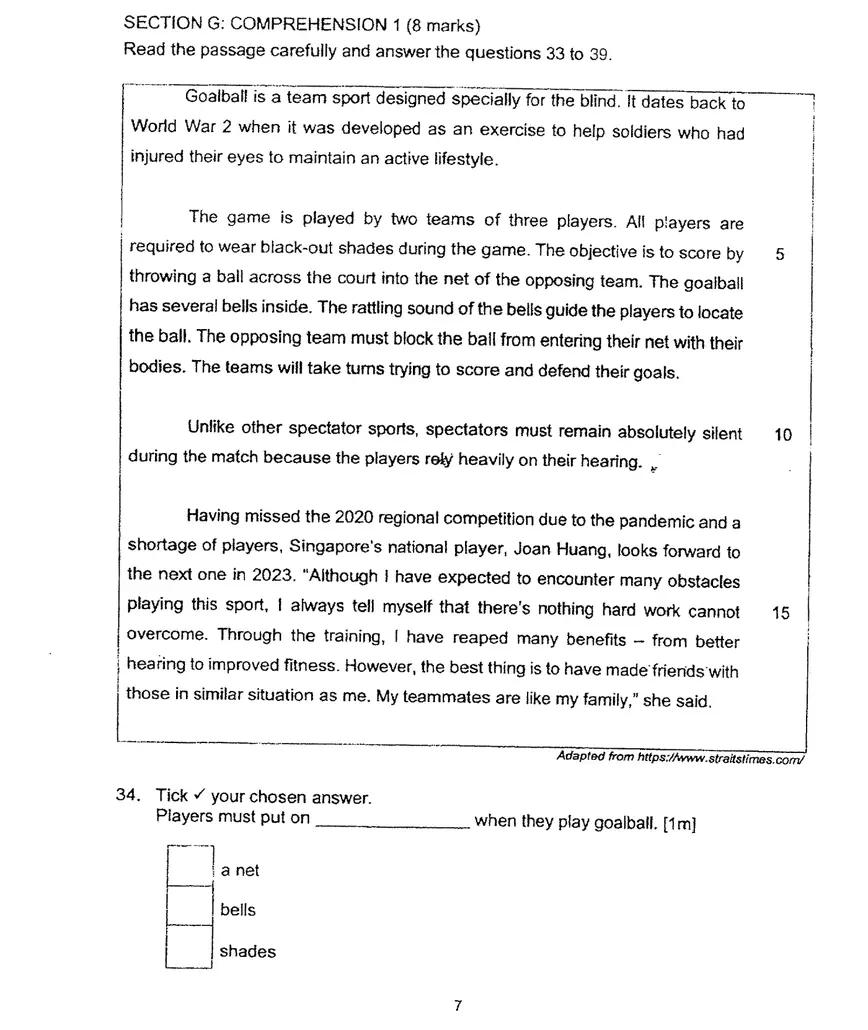 SECTION G: COMPREHENSION 1 (8 marks)
Read the passage carefully and answer the questions 33 to 39.
Goalball is a team sport designed specially for the blind. It dates back to
World War 2 when it was developed as an exercise to help soldiers who had
injured their eyes to maintain an active lifestyle.
The game is played by two teams of three players. All players are
required to wear black-out shades during the game. The objective is to score by 5
throwing a ball across the court into the net of the opposing team. The goalball
has several bells inside. The rattling sound of the bells guide the players to locate
the ball. The opposing team must block the ball from entering their net with their
bodies. The teams will take turns trying to score and defend their goals.
Unlike other spectator sports, spectators must remain absolutely silent 10
during the match because the players rely heavily on their hearing.
Having missed the 2020 regional competition due to the pandemic and a
shortage of players, Singapore's national player, Joan Huang, looks forward to
the next one in 2023. "Although I have expected to encounter many obstacles
playing this sport, I always tell myself that there's nothing hard work cannot 15
overcome. Through the training, I have reaped many benefits – from better
hearing to improved fitness. However, the best thing is to have made friends with
those in similar situation as me. My teammates are like my family," she said.
Adapted from https://www.straitstimes.com/
34. Tick ✓ your chosen answer.
Players must put on ________________ when they play goalball. [1m]
a net
bells
shades
7